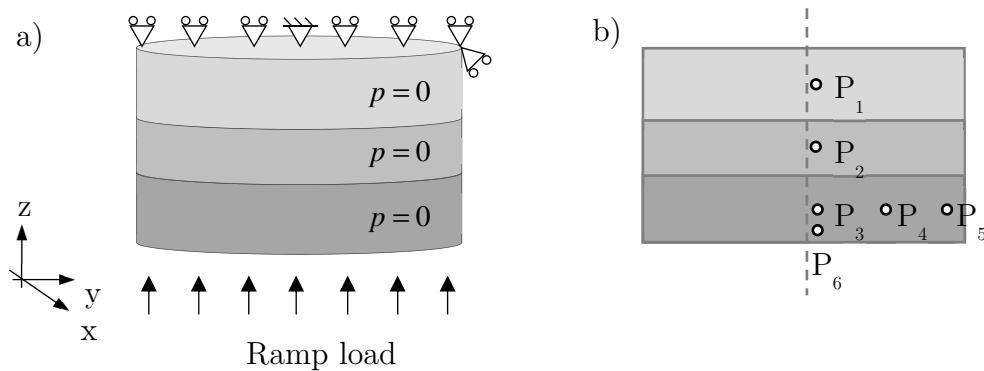 a)
p = 0
p = 0
p = 0
z
y
x
Ramp load
b)
P₁
P₂
P₃ P₄ P₅
P₆